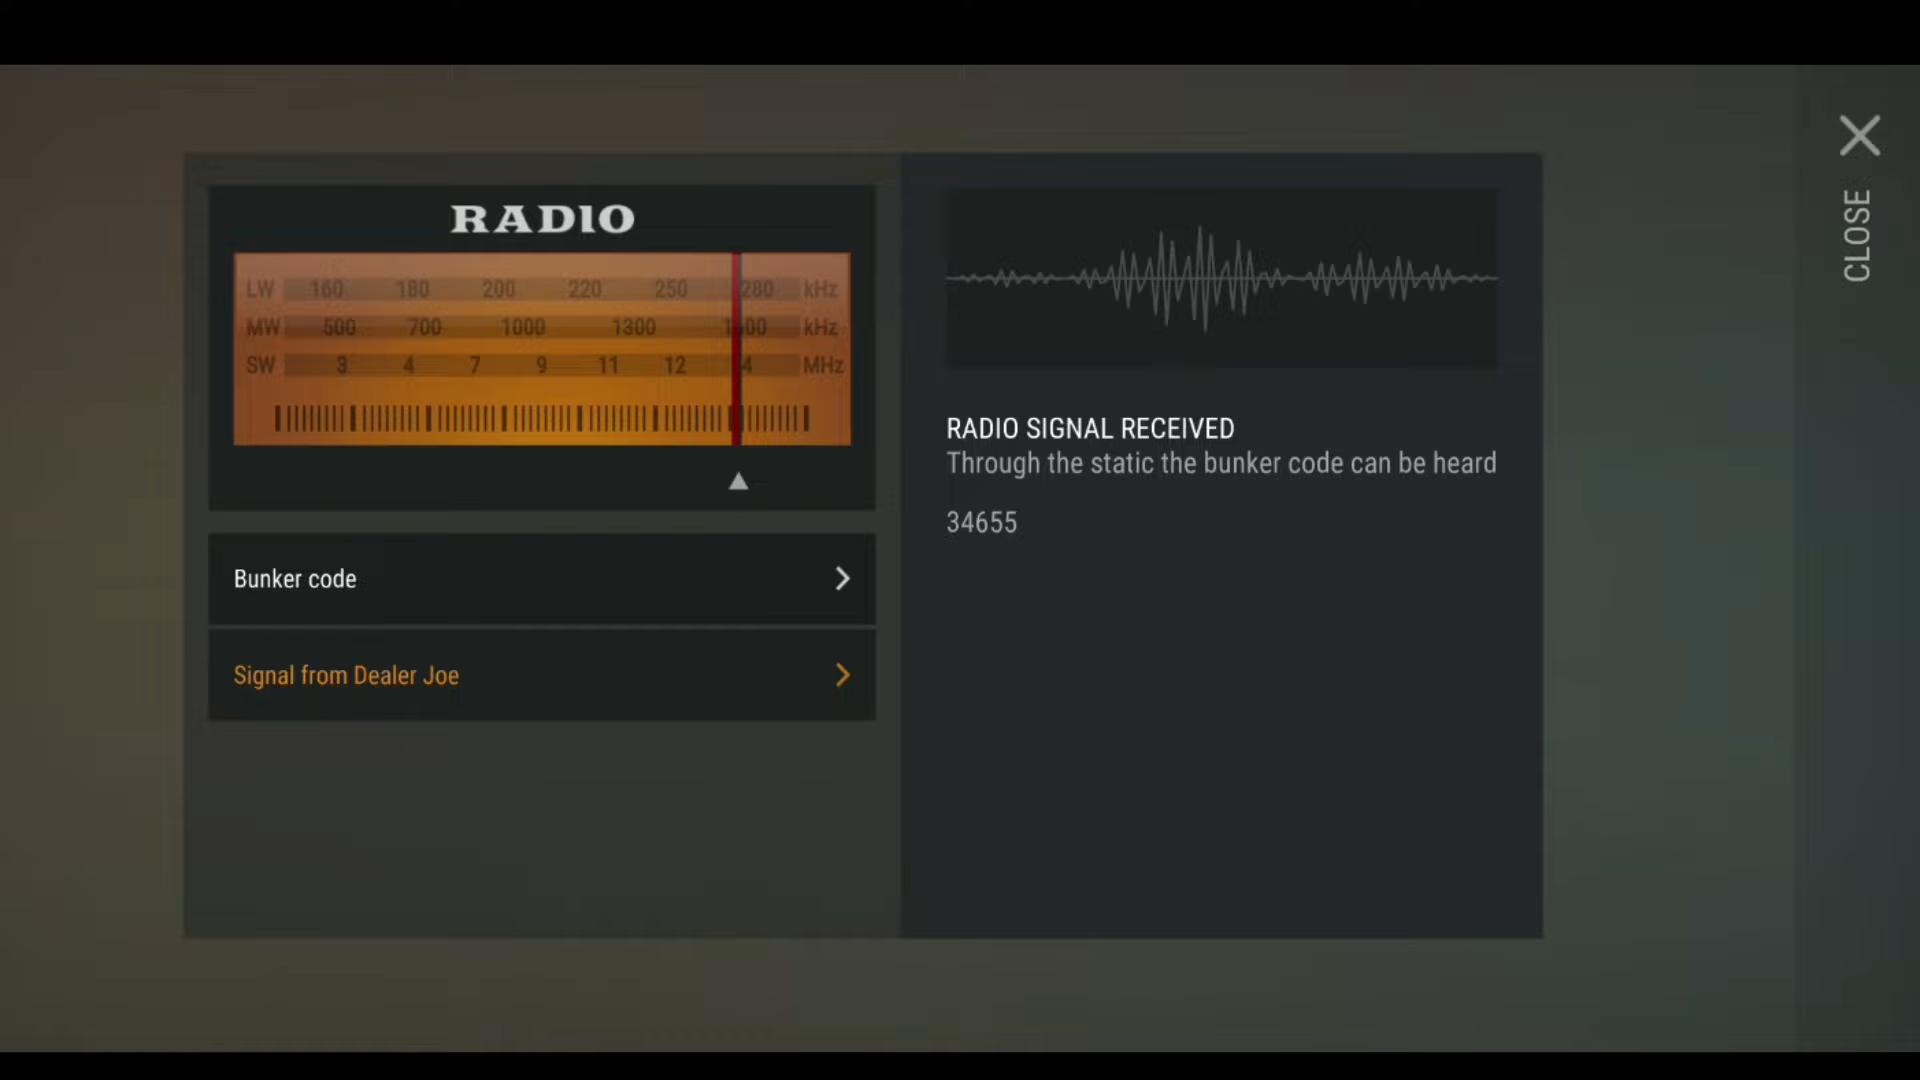 RADIO
LW 160 180 200 220 250 280 kHz
MW 500 700 1000 1300 kHz
SW 3 4 7 9 11 12 MHz
Bunker code
Signal from Dealer Joe
RADIO SIGNAL RECEIVED
Through the static the bunker code can be heard
34655
CLOSE